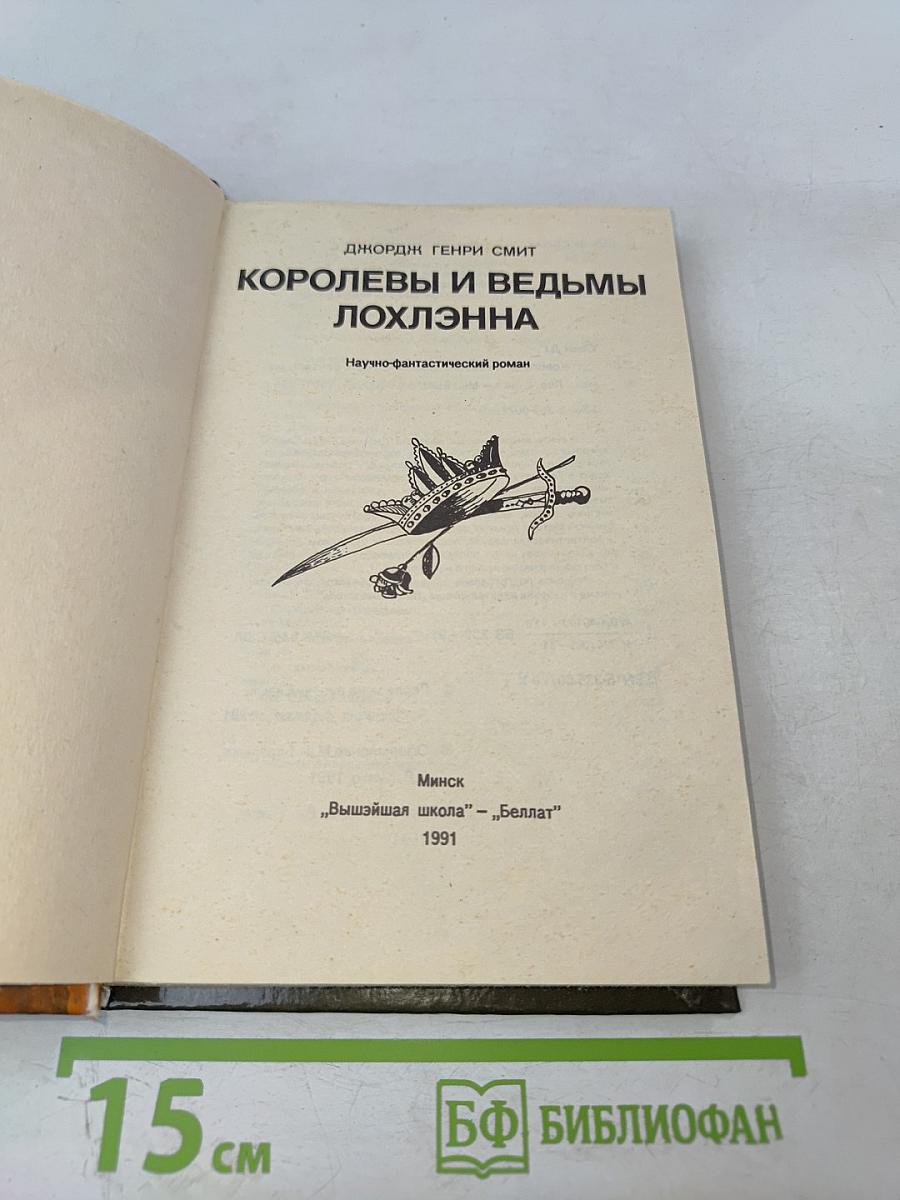 ДЖОРДЖ ГЕНРИ СМИТ
КОРОЛЕВЫ И ВЕДЬМЫ
ЛОХЛЭННА
Научно-фантастический роман
Минск
„Вышэйшая школа” – „Беллат”
1991
15 см
БФ БИБЛИОФАН